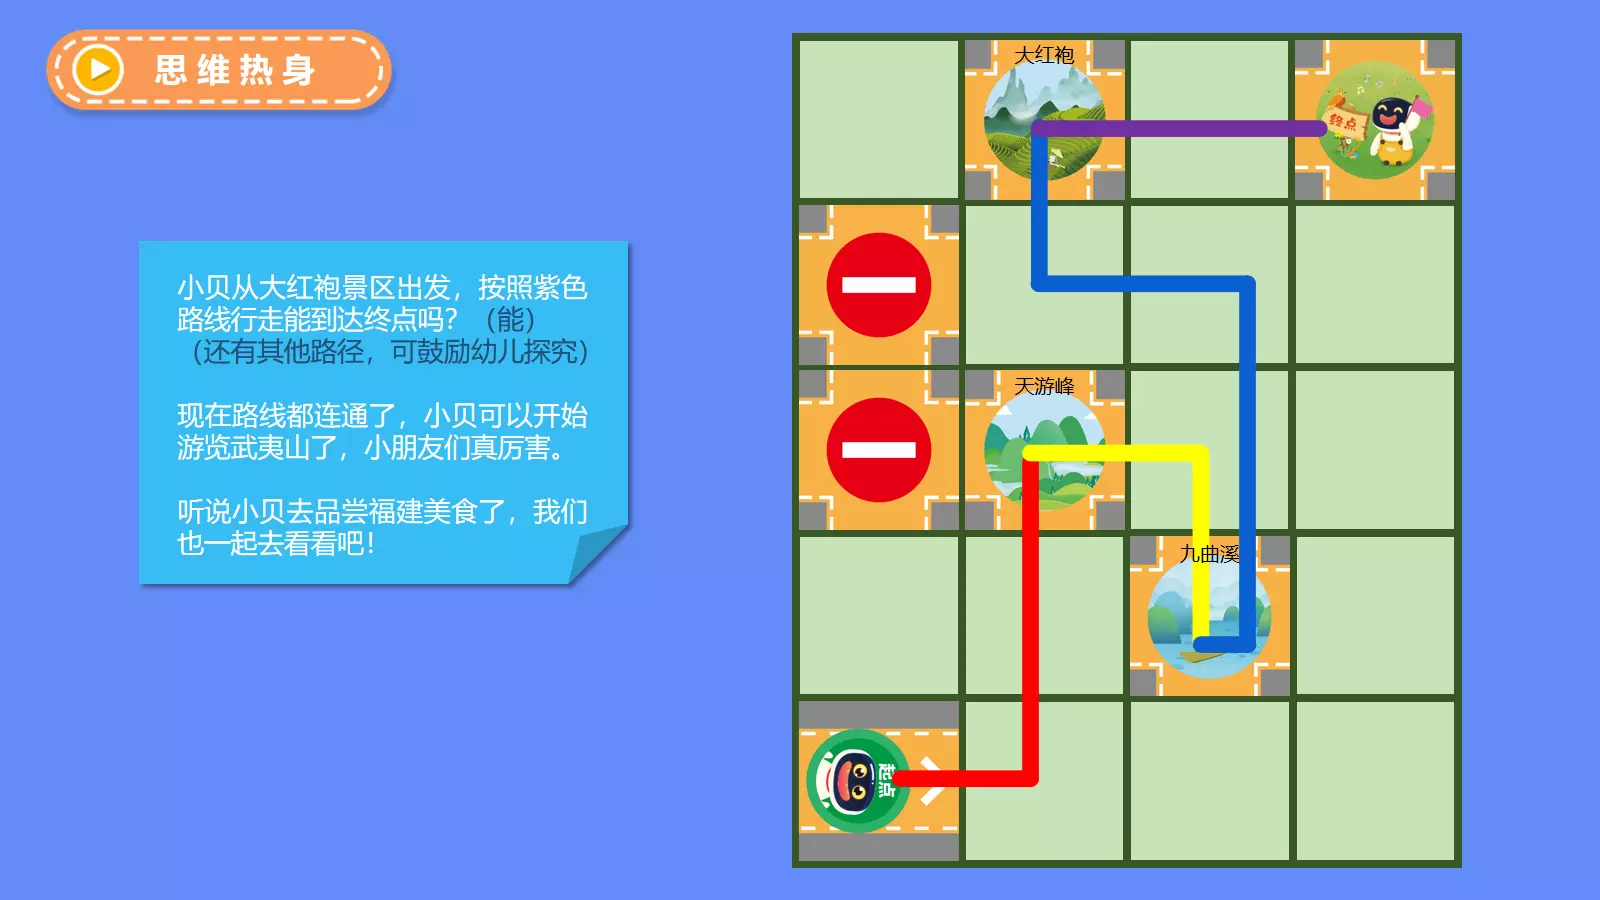 思维热身
小贝从大红袍景区出发，按照紫色
路线行走能到达终点吗？（能）
（还有其他路径，可鼓励幼儿探究）
现在路线都连通了，小贝可以开始
游览武夷山了，小朋友们真厉害。
听说小贝去品尝福建美食了，我们
也一起去看看吧！
大红袍
终点
天游峰
九曲溪
起点